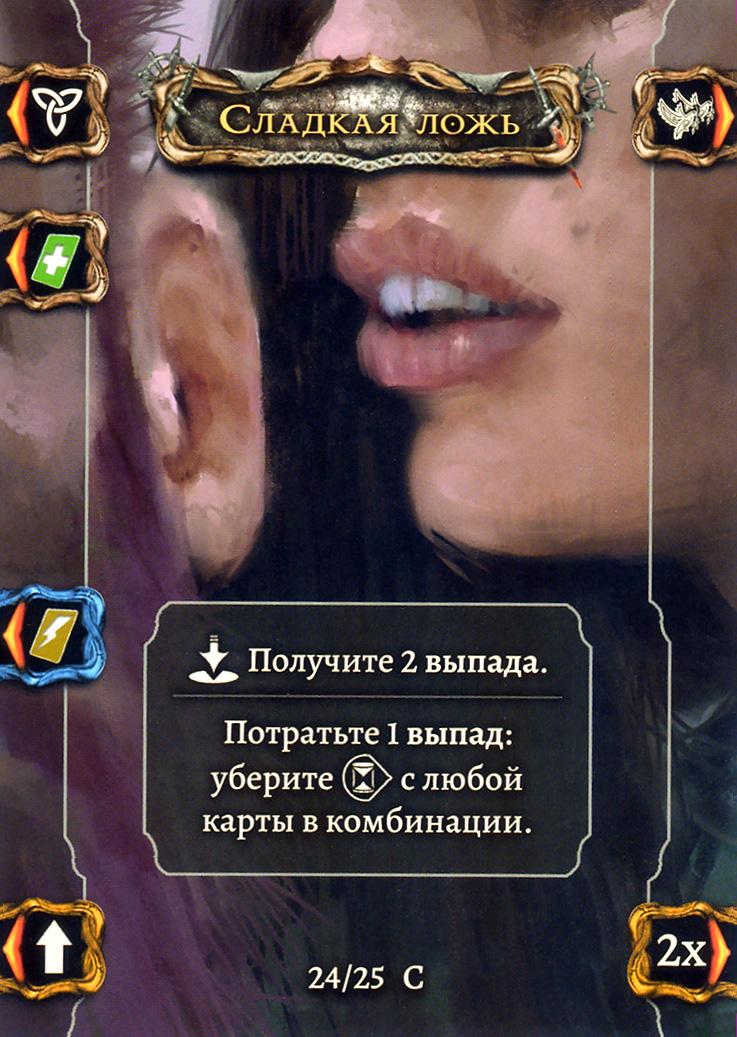 Сладкая ложь
Получите 2 выпада.
Потратьте 1 выпад:
уберите с любой
карты в комбинации.
2x
24/25 C